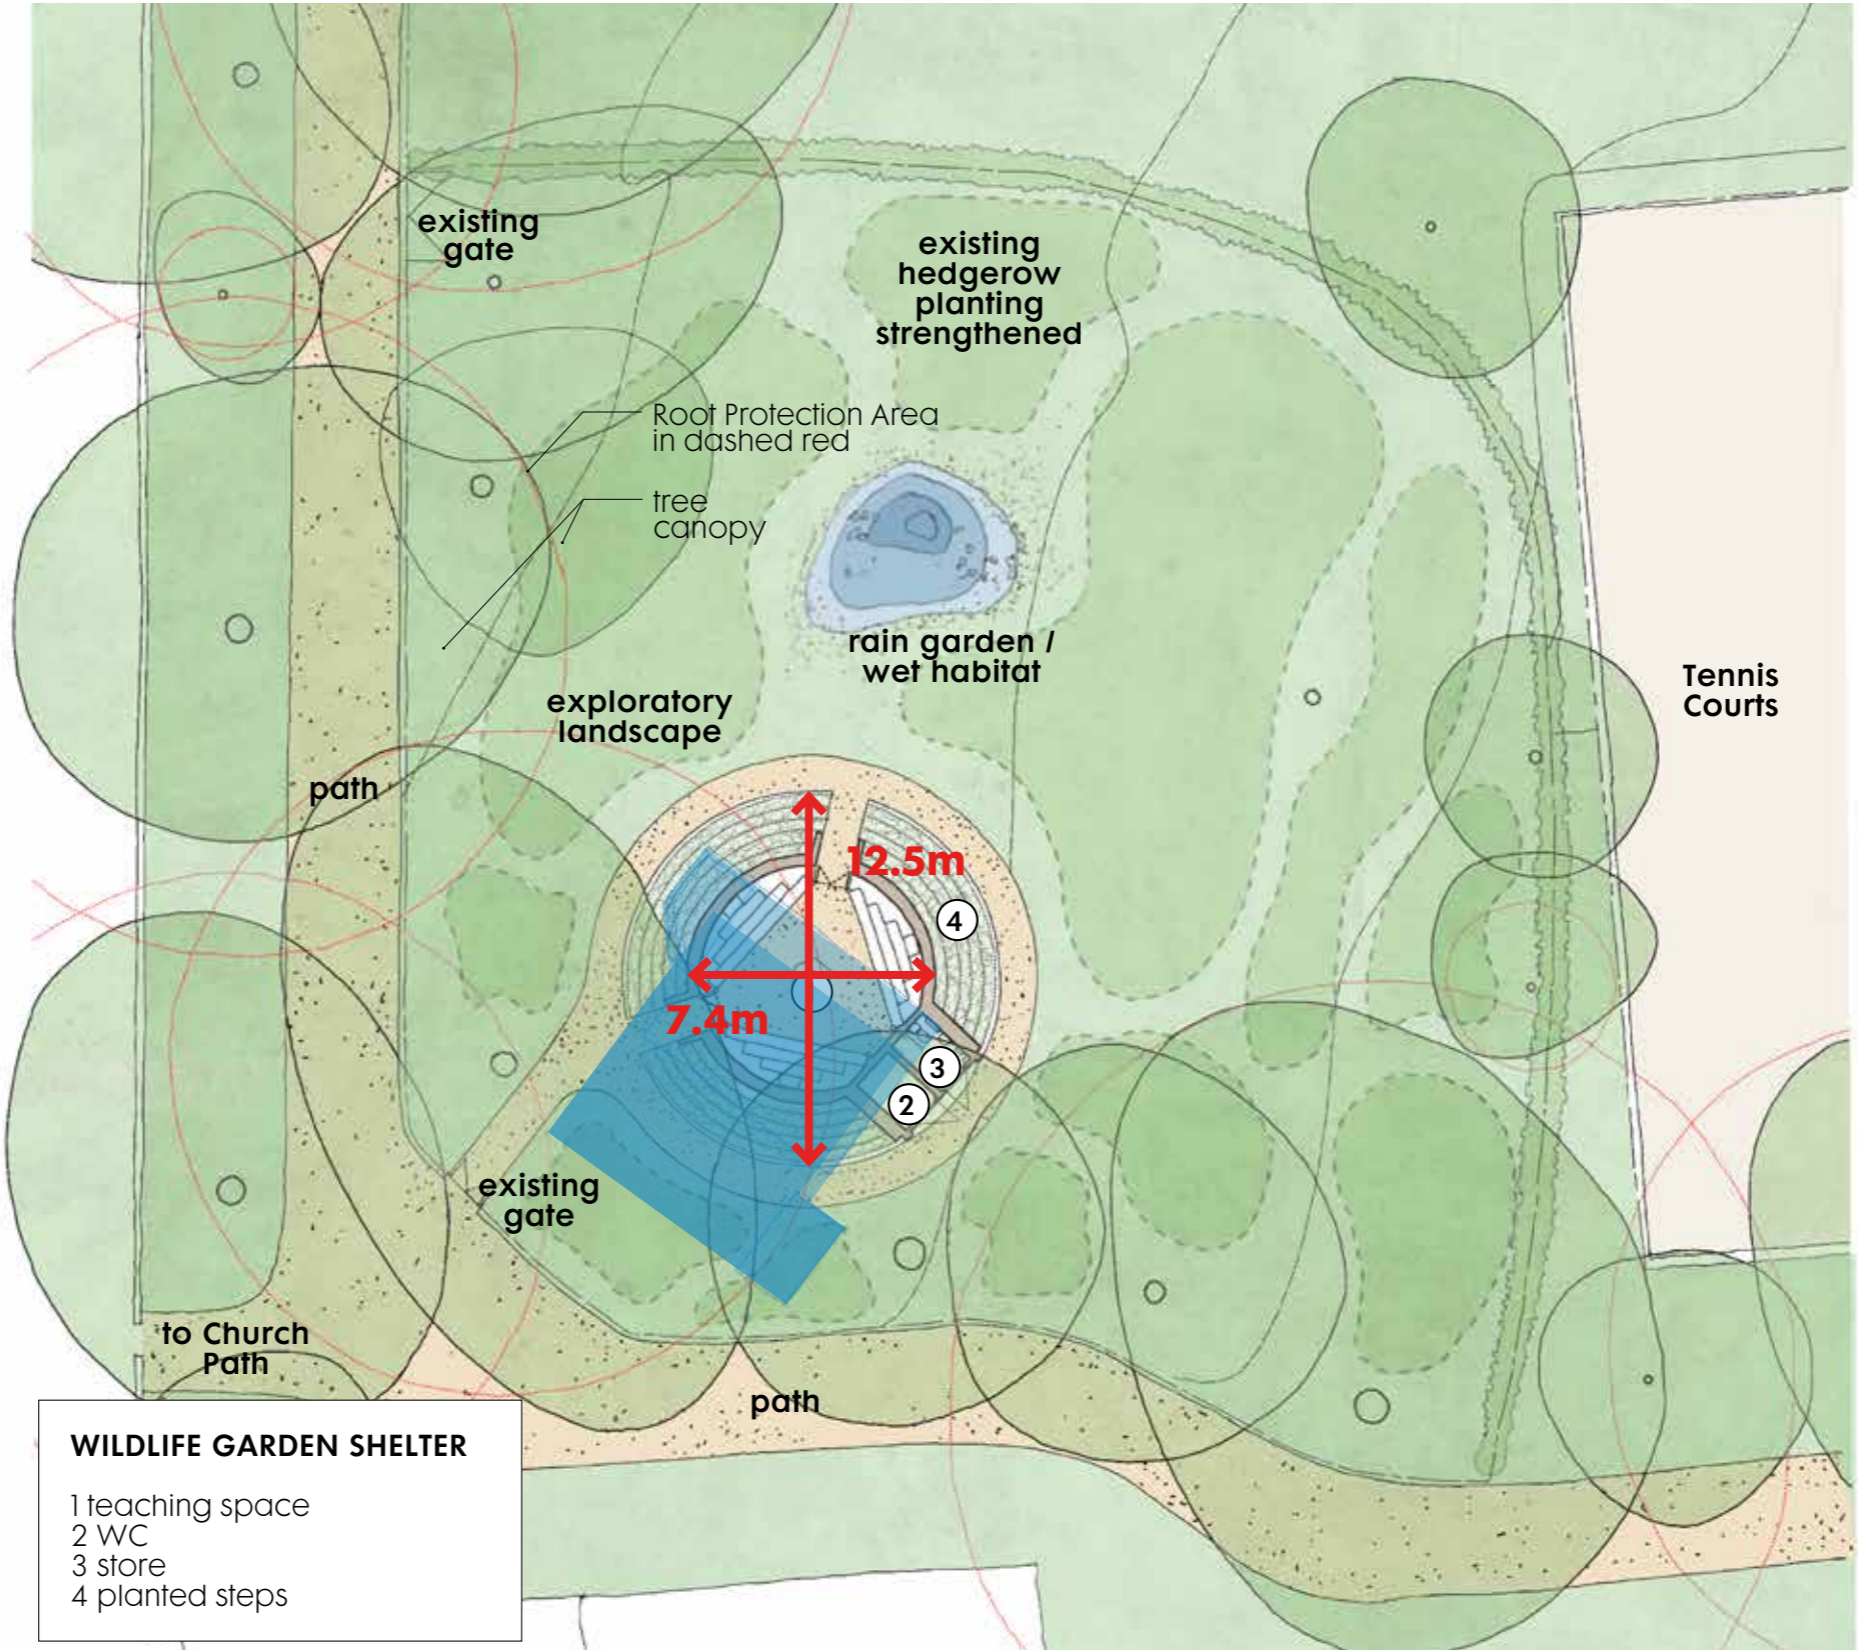 existing
gate
existing
hedgerow
planting
strengthened
Root Protection Area
in dashed red
tree
canopy
rain garden /
wet habitat
exploratory
landscape
Tennis
Courts
path
12.5m
4
7.4m
3
2
existing
gate
to Church
Path
path
WILDLIFE GARDEN SHELTER
1 teaching space
2 WC
3 store
4 planted steps